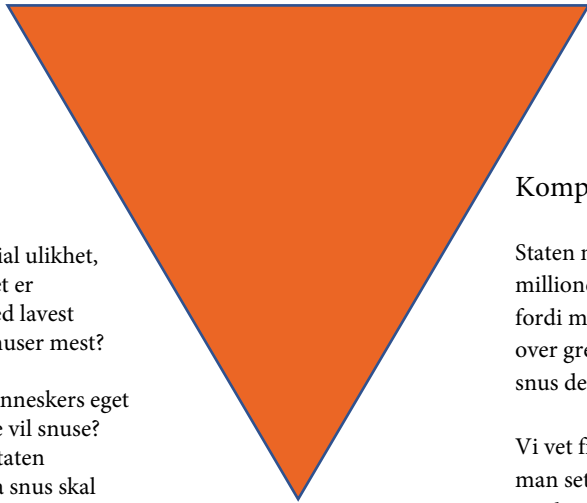 ial ulikhet,
et er
ed lavest
nuser mest?
nneskers eget
e vil snuse?
taten
a snus skal
Komp
Staten
million
fordi m
over gre
snus de
Vi vet f
man set